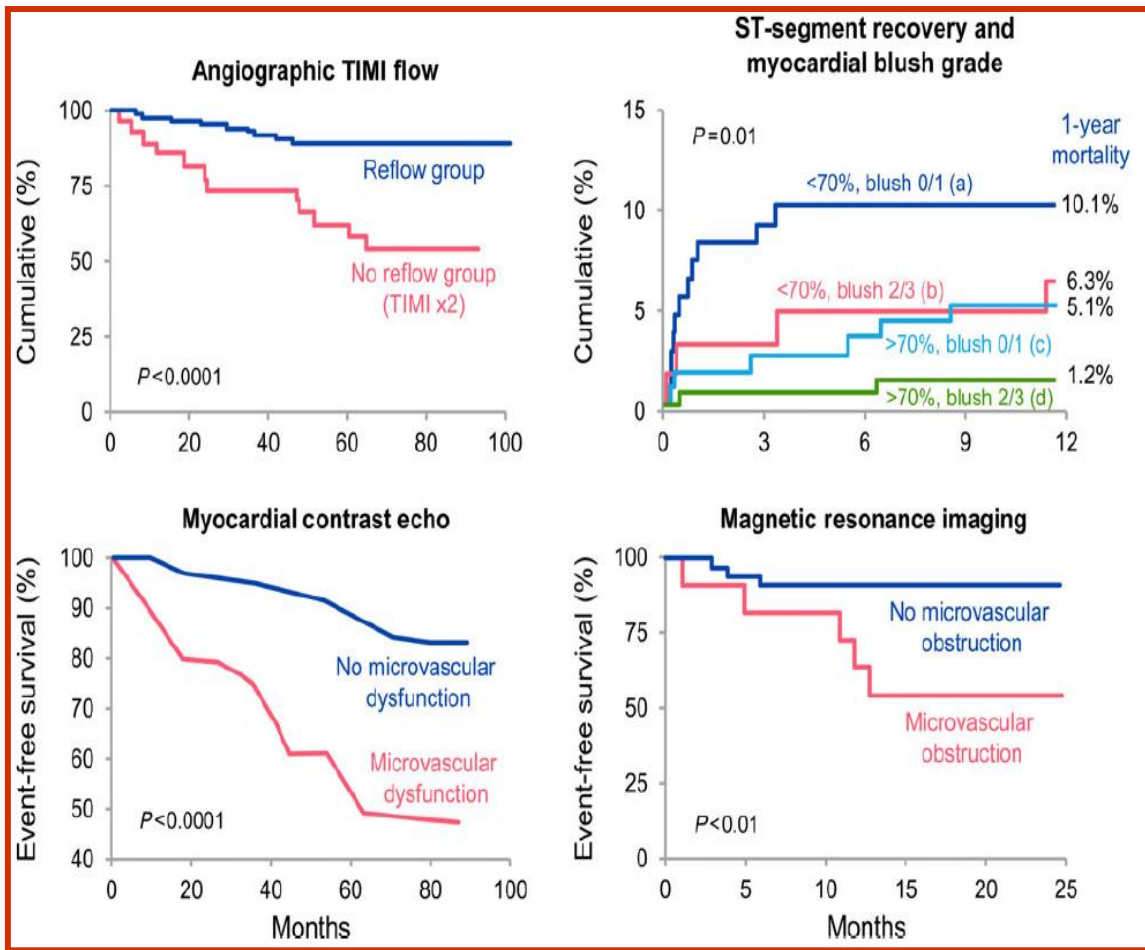 Angiographic TIMI flow
Cumulative (%)
100
75
50
25
0
Reflow group
No reflow group
(TIMI x2)
P<0.0001
0 20 40 60 80 100
ST-segment recovery and
myocardial blush grade
Cumulative (%)
15
10
5
0
P=0.01
1-year
mortality
<70%, blush 0/1 (a)
10.1%
<70%, blush 2/3 (b)
6.3%
5.1%
>70%, blush 0/1 (c)
1.2%
>70%, blush 2/3 (d)
0 3 6 9 12
Myocardial contrast echo
Event-free survival (%)
100
90
80
70
60
50
40
No microvascular
dysfunction
Microvascular
dysfunction
P<0.0001
0 20 40 60 80 100
Months
Magnetic resonance imaging
Event-free survival (%)
100
75
50
25
0
No microvascular
obstruction
Microvascular
obstruction
P<0.01
0 5 10 15 20 25
Months